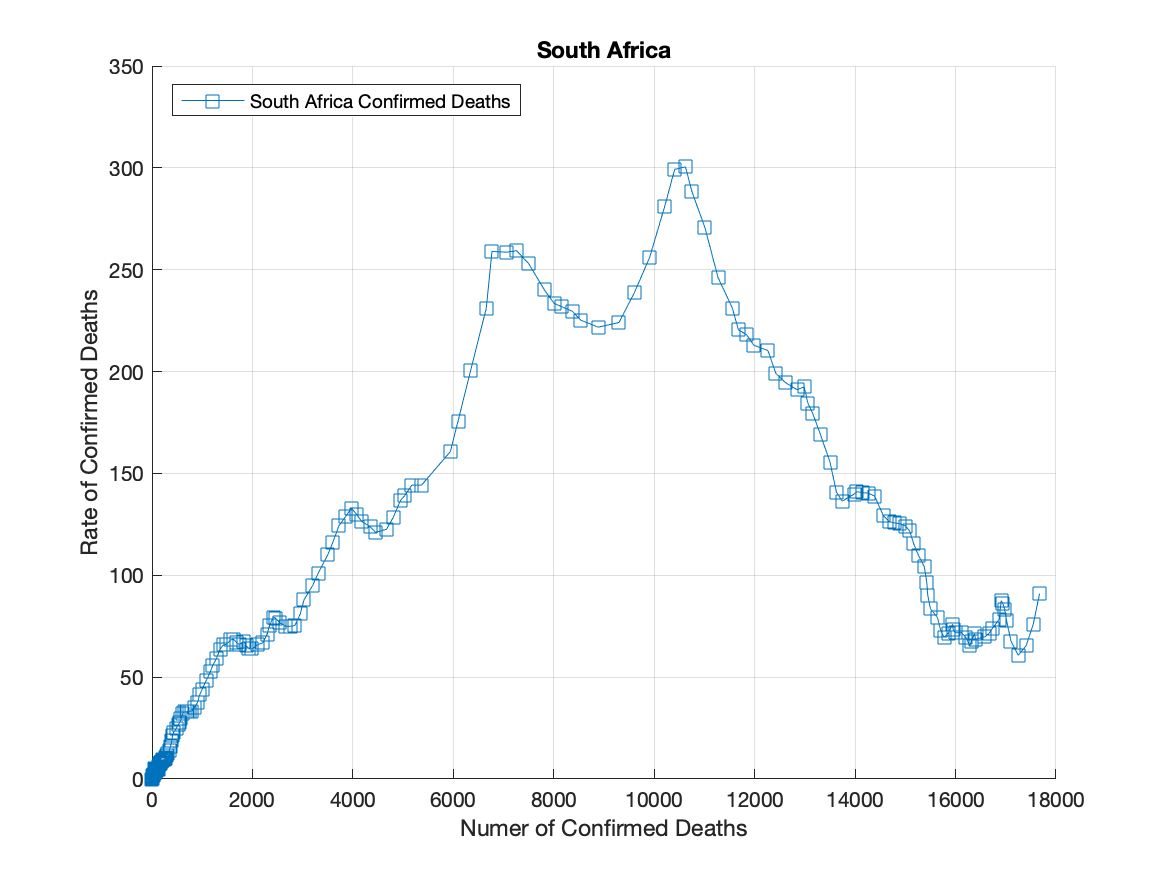 South Africa
South Africa Confirmed Deaths
350
300
250
200
150
100
50
0
Rate of Confirmed Deaths
0 2000 4000 6000 8000 10000 12000 14000 16000 18000
Numer of Confirmed Deaths